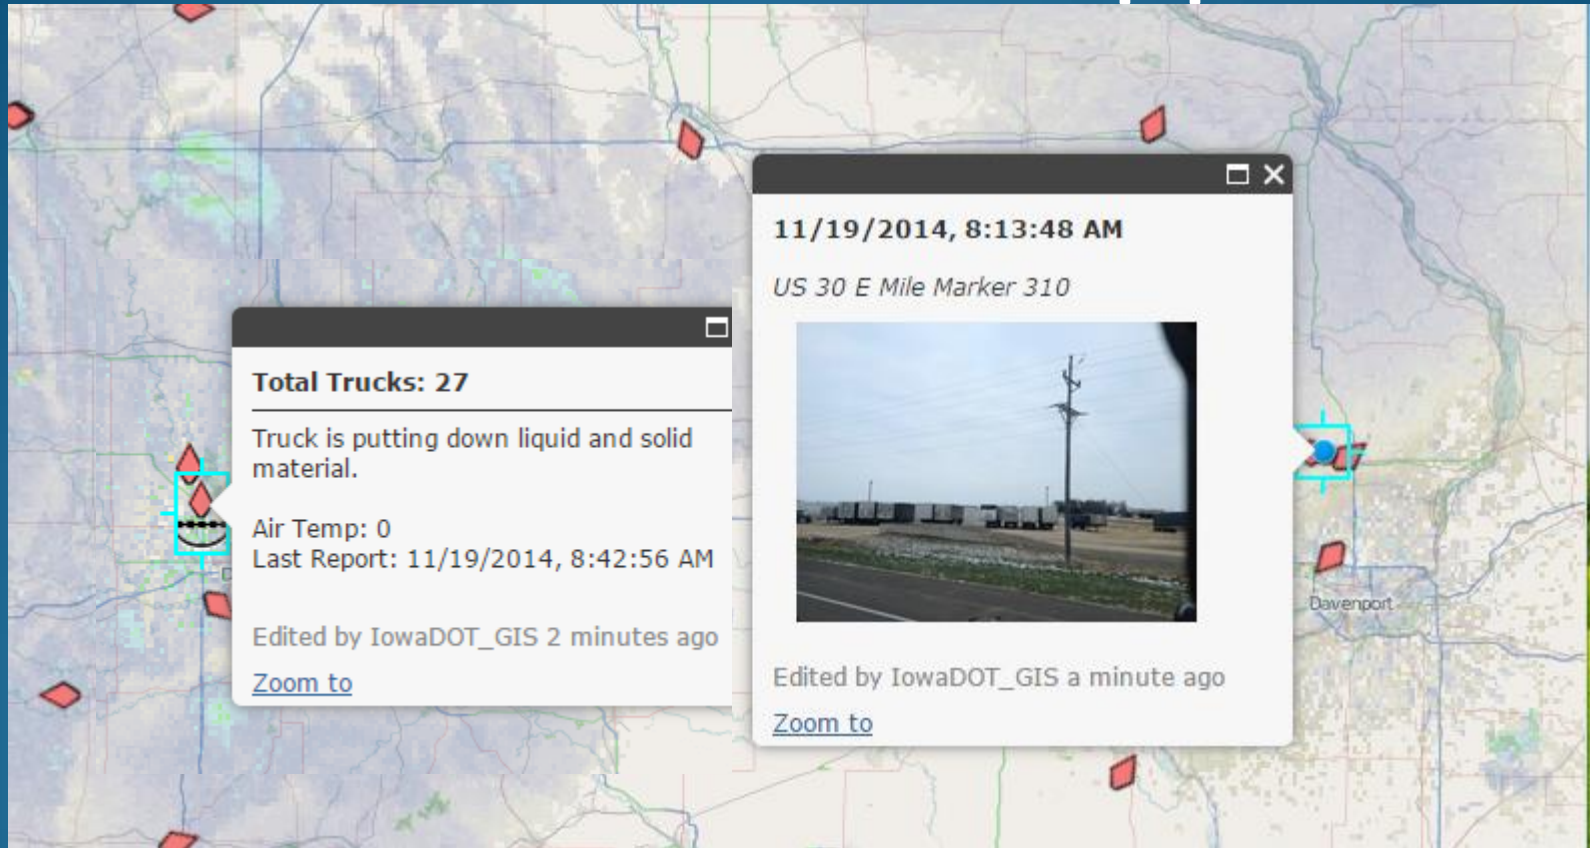 Total Trucks: 27
Truck is putting down liquid and solid
material.
Air Temp: 0
Last Report: 11/19/2014, 8:42:56 AM
Edited by IowaDOT_GIS 2 minutes ago
Zoom to
11/19/2014, 8:13:48 AM
US 30 E Mile Marker 310
Edited by IowaDOT_GIS a minute ago
Zoom to
Davenport